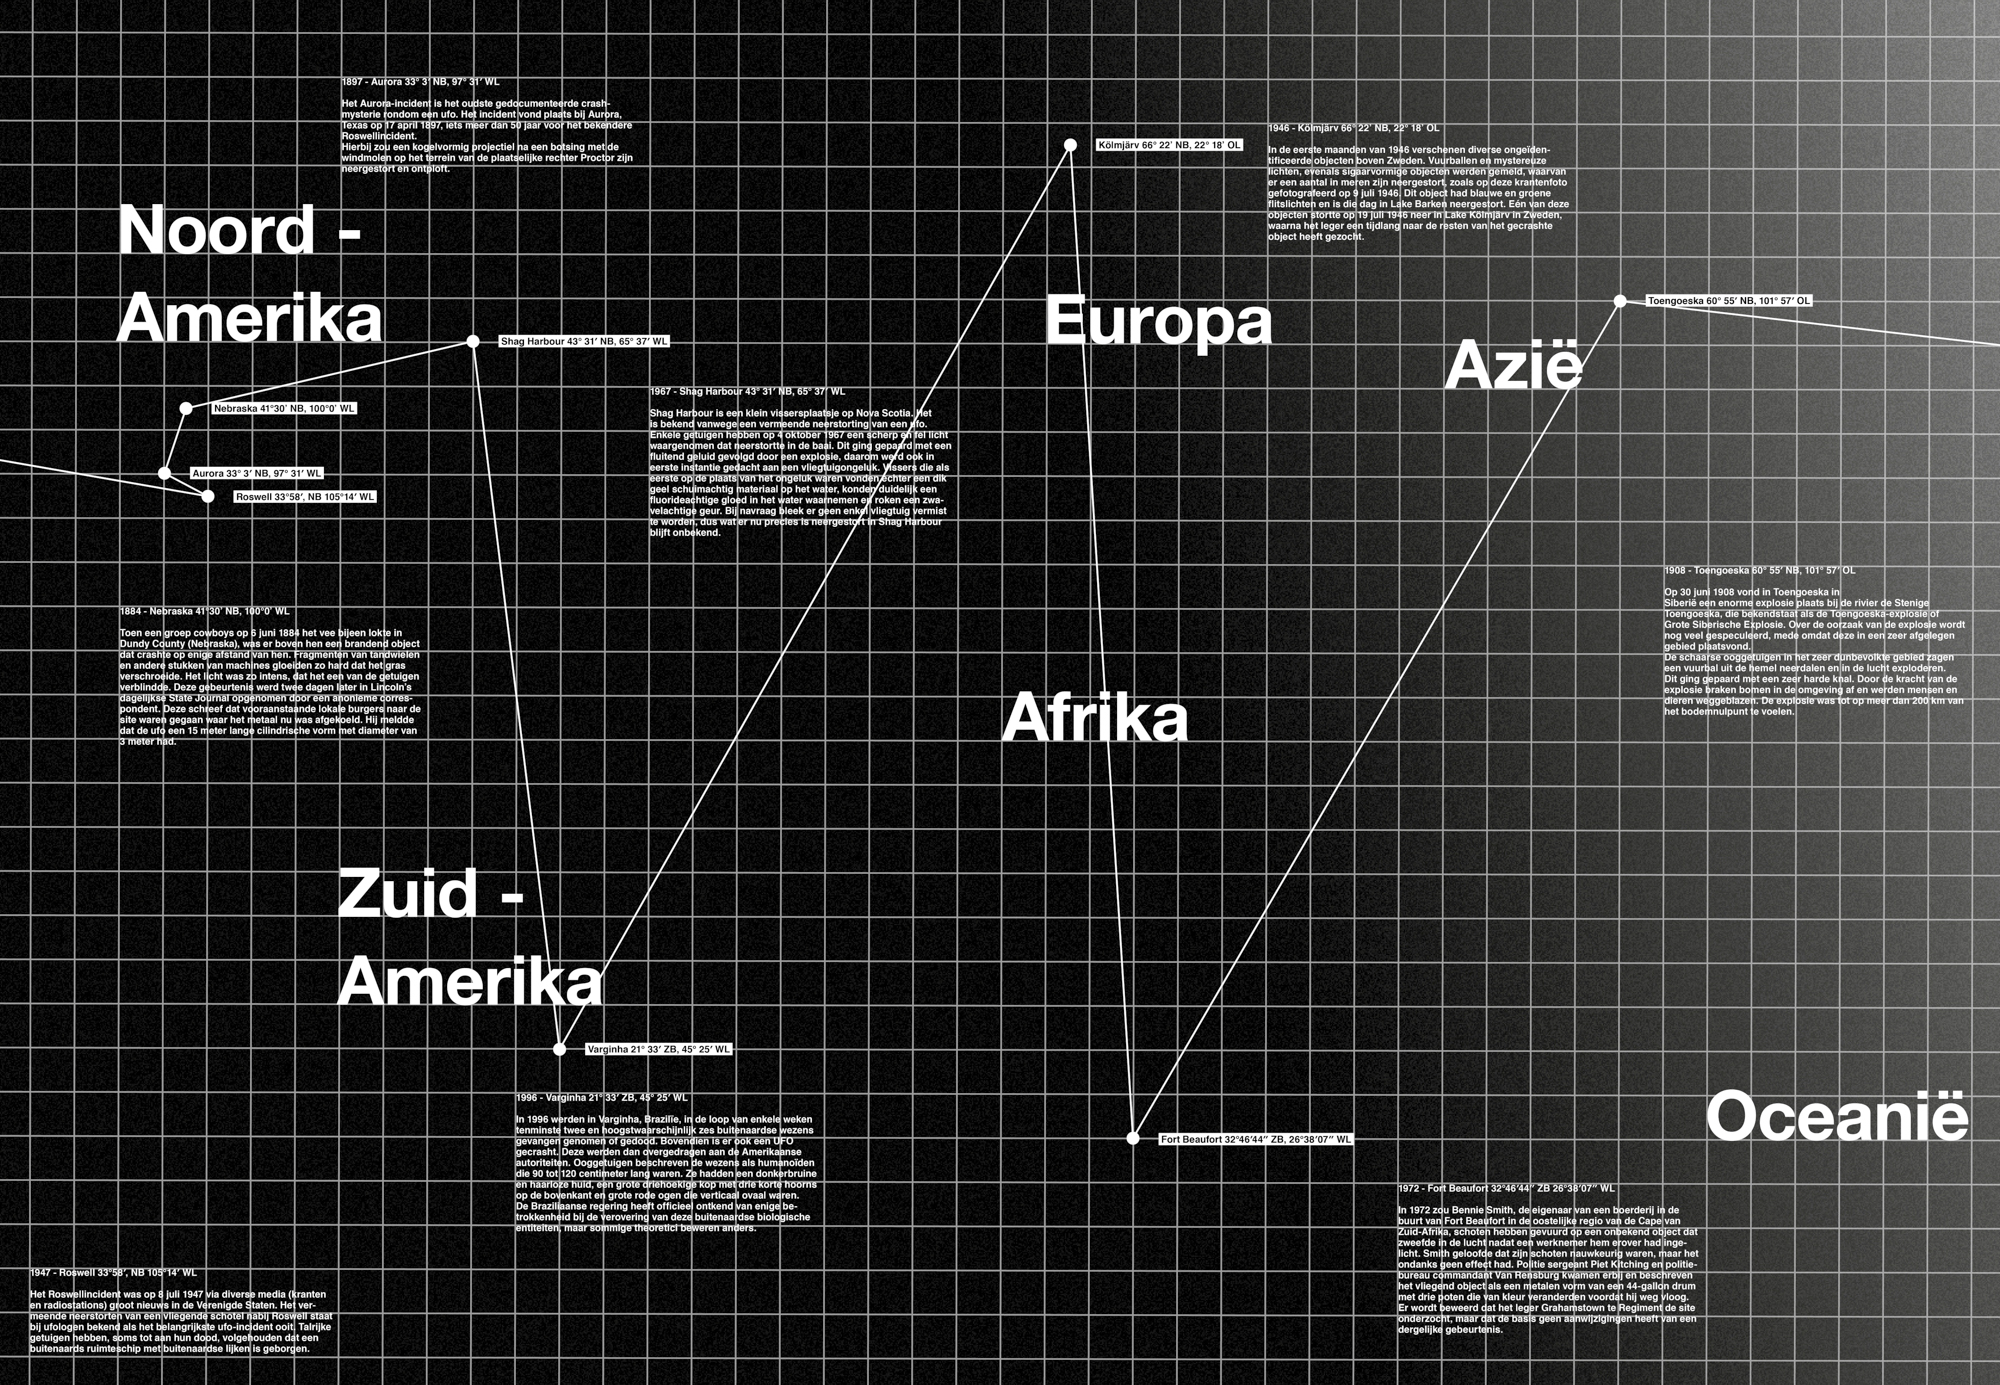 1897 - Aurora 33° 3′ NB, 97° 31′ WL
Het Aurora-incident is het oudste gedocumenteerde crash-
mysterie rondom een ufo. Het incident vond plaats bij Aurora,
Texas op 17 april 1897, iets meer dan 50 jaar voor het bekendere
Roswellincident.
Hierbij zou een kogelvormig projectiel na een botsing met de
windmolen op het terrein van de plaatselijke rechter Proctor zijn
neergestort en ontploft.
Kölmjärv 66° 22′ NB, 22° 18′ OL
1946 - Kölmjärv 66° 22′ NB, 22° 18′ OL
In de eerste maanden van 1946 verschenen diverse ongeïden-
tificeerde objecten boven Zweden. Vuurballen en mystereuze
lichten, evenals sigaarvormige objecten werden gemeld, waarvan
er een aantal in meren zijn neergestort, zoals op deze krantenfoto
gefotografeerd op 9 juli 1946. Dit object had blauwe en groene
flitslichten en is die dag in Lake Barken neergestort. Eén van deze
objecten stortte op 19 juli 1946 neer in Lake Kölmjärv in Zweden,
waarna het leger een tijdlang naar de resten van het gecrashte
object heeft gezocht.
Noord -
Amerika
Europa
Azië
Toengoeska 60° 55′ NB, 101° 57′ OL
Shag Harbour 43° 31′ NB, 65° 37′ WL
Nebraska 41°30′ NB, 100°0′ WL
Aurora 33° 3′ NB, 97° 31′ WL
Roswell 33°58′, NB 105°14′ WL
1967 - Shag Harbour 43° 31′ NB, 65° 37′ WL
Shag Harbour is een klein vissersplaatsje op Nova Scotia. Het
is bekend vanwege een vermeende neerstorting van een ufo.
Enkele getuigen hebben op 4 oktober 1967 een scherp en fel licht
waargenomen dat neerstortte in de baai. Dit ging gepaard met een
fluitend geluid gevolgd door een explosie, daarom werd ook in
eerste instantie gedacht aan een vliegtuigongeluk. Vissers die als
eerste op de plaats van het ongeluk waren vonden echter een dik
geel schuimachtig materiaal op het water, konden duidelijk een
fluorideachtige gloed in het water waarnemen en roken een zwa-
velachtige geur. Bij navraag bleek er geen enkel vliegtuig vermist
te worden, dus wat er nu precies is neergestort in Shag Harbour
blijft onbekend.
1908 - Toengoeska 60° 55′ NB, 101° 57′ OL
Op 30 juni 1908 vond in Toengoeska in
Siberië een enorme explosie plaats bij de rivier de Stenige
Toengoeska, die bekendstaat als de Toengoeska-explosie of
Grote Siberische Explosie. Over de oorzaak van de explosie wordt
nog veel gespeculeerd, mede omdat deze in een zeer afgelegen
gebied plaatsvond.
De schaarse ooggetuigen in het zeer dunbevolkte gebied zagen
een vuurbal uit de hemel neerdalen en in de lucht exploderen.
Dit ging gepaard met een zeer harde knal. Door de kracht van de
explosie braken bomen in de omgeving af en werden mensen en
dieren weggeblazen. De explosie was tot op meer dan 200 km van
het bodemnulpunt te voelen.
1884 - Nebraska 41°30′ NB, 100°0′ WL
Toen een groep cowboys op 6 juni 1884 het vee bijeen lokte in
Dundy County (Nebraska), was er boven hen een brandend object
dat crashte op enige afstand van hen. Fragmenten van tandwielen
en andere stukken van machines gloeiden zo hard dat het gras
verschroeide. Het licht was zo intens, dat het een van de getuigen
verblindde. Deze gebeurtenis werd twee dagen later in Lincoln's
dagelijkse State Journal opgenomen door een anonieme corres-
pondent. Deze schreef dat vooraanstaande lokale burgers naar de
site waren gegaan waar het metaal nu was afgekoeld. Hij meldde
dat de ufo een 15 meter lange cilindrische vorm met diameter van
3 meter had.
Afrika
Zuid -
Amerika
Varginha 21° 33′ ZB, 45° 25′ WL
1996 - Varginha 21° 33′ ZB, 45° 25′ WL
In 1996 werden in Varginha, Brazilïe, in de loop van enkele weken
tenminste twee en hoogstwaarschijnlijk zes buitenaardse wezens
gevangen genomen of gedood. Bovendien is er ook een UFO
gecrasht. Deze werden dan overgedragen aan de Amerikaanse
autoriteiten. Ooggetuigen beschreven de wezens als humanoïden
die 90 tot 120 centimeter lang waren. Ze hadden een donkerbruine
en haarloze huid, een grote driehoekige kop met drie korte hoorns
op de bovenkant en grote rode ogen die verticaal ovaal waren.
De Braziliaanse regering heeft officieel ontkend van enige be-
trokkenheid bij de verovering van deze buitenaardse biologische
entiteiten, maar sommige theoretici beweren anders.
Oceanië
Fort Beaufort 32°46′44″ ZB, 26°38′07″ WL
1972 - Fort Beaufort 32°46′44″ ZB 26°38′07″ WL
In 1972 zou Bennie Smith, de eigenaar van een boerderij in de
buurt van Fort Beaufort in de oostelijke regio van de Cape van
Zuid-Afrika, schoten hebben gevuurd op een onbekend object dat
zweefde in de lucht nadat een werknemer hem erover had inge-
licht. Smith geloofde dat zijn schoten nauwkeurig waren, maar het
ondanks geen effect had. Politie sergeant Piet Kitching en politie-
bureau commandant Van Rensburg kwamen erbij en beschreven
het vliegend object als een metalen vorm van een 44-gallon drum
met drie poten die van kleur veranderden voordat hij weg vloog.
Er wordt beweerd dat het leger Grahamstown te Regiment de site
onderzocht, maar dat de basis geen aanwijzigingen heeft van een
dergelijke gebeurtenis.
1947 - Roswell 33°58′, NB 105°14′ WL
Het Roswellincident was op 8 juli 1947 via diverse media (kranten
en radiostations) groot nieuws in de Verenigde Staten. Het ver-
meende neerstorten van een vliegende schotel nabij Roswell staat
bij ufologen bekend als het belangrijkste ufo-incident ooit. Talrijke
getuigen hebben, soms tot aan hun dood, volgehouden dat een
buitenaards ruimteschip met buitenaardse lijken is geborgen.